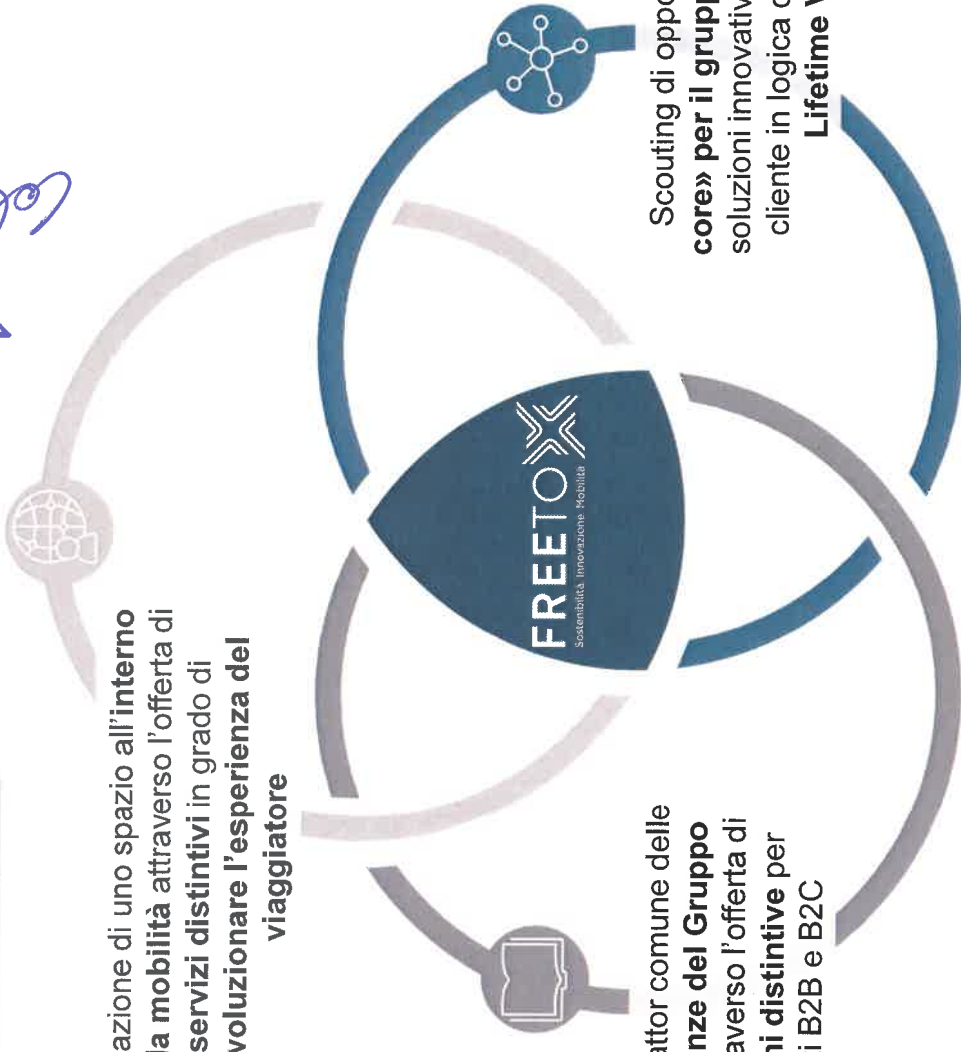 azione di uno spazio all'interno
la mobilità attraverso l'offerta di
servizi distintivi in grado di
voluzionare l'esperienza del
viaggiatore
FREETO X
Sostenibilità Innovazione Mobilità
attor comune delle
nze del Gruppo
averso l'offerta di
ni distintive per
i B2B e B2C
Scouting di oppo
core» per il grupp
soluzioni innovativ
cliente in logica
Lifetime V